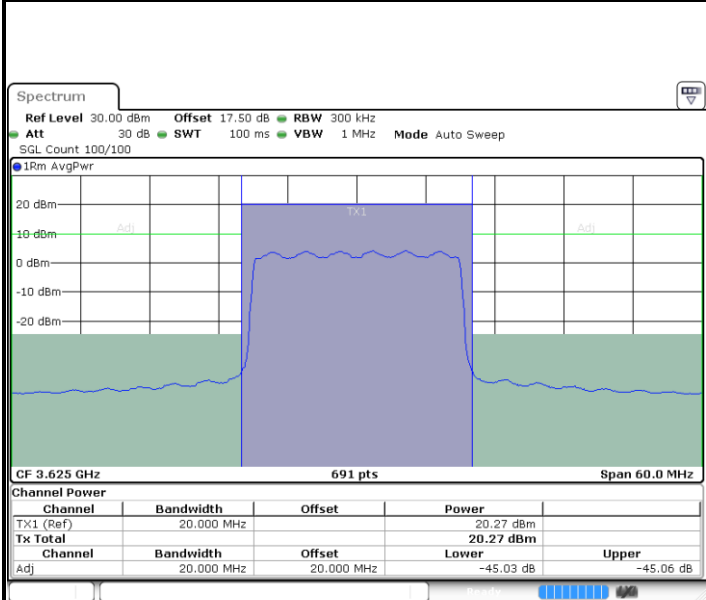 Spectrum
Ref Level 30.00 dBm Offset 17.50 dB RBW 300 kHz
Att 30 dB SWT 100 ms VBW 1 MHz Mode Auto Sweep
SGL Count 100/100
1Rm AvgPwr
20 dBm
TX1
Adj
Adj
10 dBm
0 dBm
-10 dBm
-20 dBm
CF 3.625 GHz 691 pts Span 60.0 MHz
Channel Power
Channel Bandwidth Offset Power
TX1 (Ref) 20.000 MHz 20.27 dBm
Tx Total 20.27 dBm
Channel Bandwidth Offset Lower Upper
Adj 20.000 MHz 20.000 MHz -45.03 dB -45.06 dB
Ready